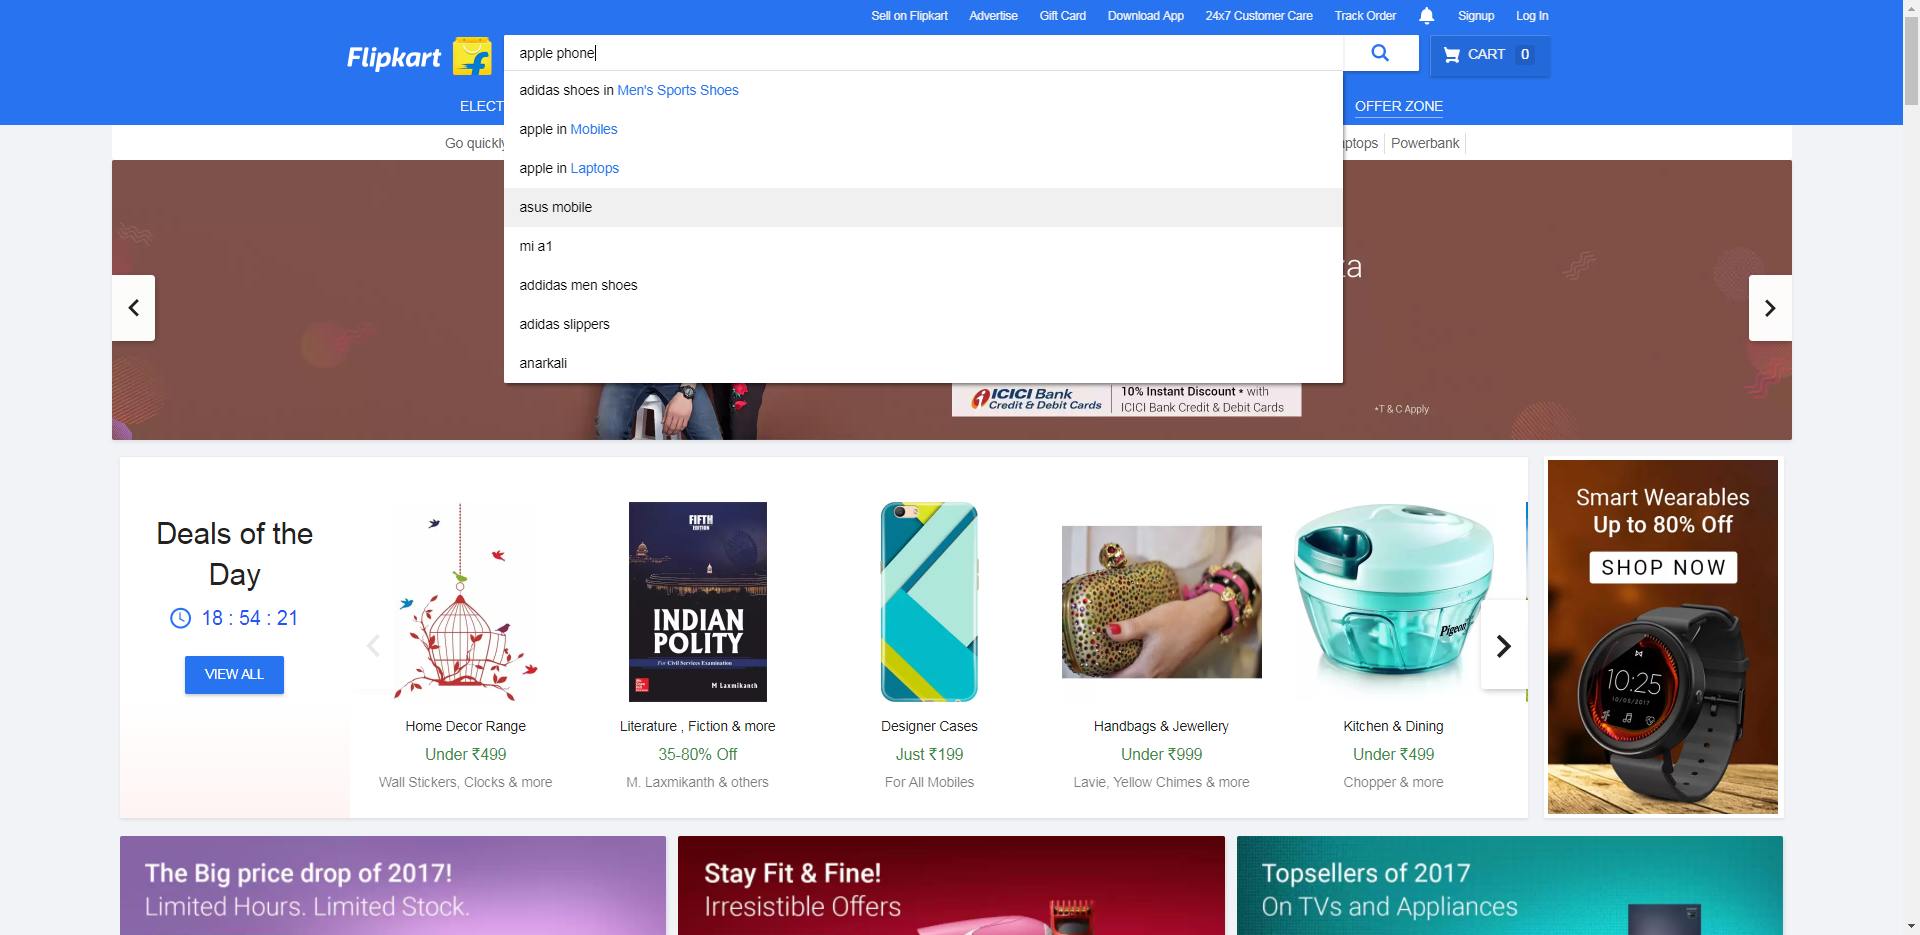 Sell on Flipkart Advertise Gift Card Download App 24x7 Customer Care Track Order Signup Log In
Flipkart
apple phone
CART 0
ELECT
OFFER ZONE
adidas shoes in Men's Sports Shoes
apple in Mobiles
apple in Laptops
asus mobile
mi a1
addidas men shoes
adidas slippers
anarkali
Go quickly
ptops Powerbank
ta
ICICI Bank
Credit & Debit Cards
10% Instant Discount * with
ICICI Bank Credit & Debit Cards
*T & C Apply
Deals of the
Day
18 : 54 : 21
VIEW ALL
FIFTH
EDITION
INDIAN
POLITY
For Civil Services Examination
M Laxmikanth
Pigeon
Home Decor Range
Under ₹499
Wall Stickers, Clocks & more
Literature , Fiction & more
35-80% Off
M. Laxmikanth & others
Designer Cases
Just ₹199
For All Mobiles
Handbags & Jewellery
Under ₹999
Lavie, Yellow Chimes & more
Kitchen & Dining
Under ₹499
Chopper & more
Smart Wearables
Up to 80% Off
SHOP NOW
10:25
10/05/2017
The Big price drop of 2017!
Limited Hours. Limited Stock.
Stay Fit & Fine!
Irresistible Offers
Topsellers of 2017
On TVs and Appliances